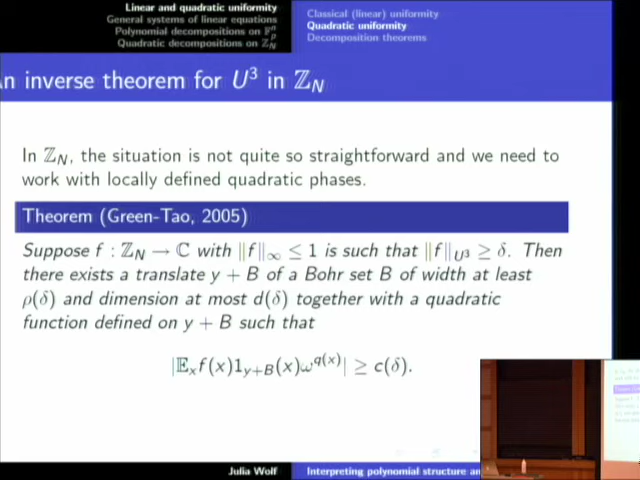 Linear and quadratic uniformity
General systems of linear equations
Polynomial decompositions on 𝔽ₚⁿ
Quadratic decompositions on ℤ_N
Classical (linear) uniformity
Quadratic uniformity
Decomposition theorems
n inverse theorem for U³ in ℤ_N
In ℤ_N, the situation is not quite so straightforward and we need to
work with locally defined quadratic phases.
Theorem (Green-Tao, 2005)
Suppose f : ℤ_N → ℂ with ||f||_∞ ≤ 1 is such that ||f||_{U³} ≥ δ. Then
there exists a translate y + B of a Bohr set B of width at least
ρ(δ) and dimension at most d(δ) together with a quadratic
function defined on y + B such that
|𝔼ₓf(x)1_{y+B}(x)ω^{q(x)}| ≥ c(δ).
Julia Wolf
Interpreting polynomial structure an